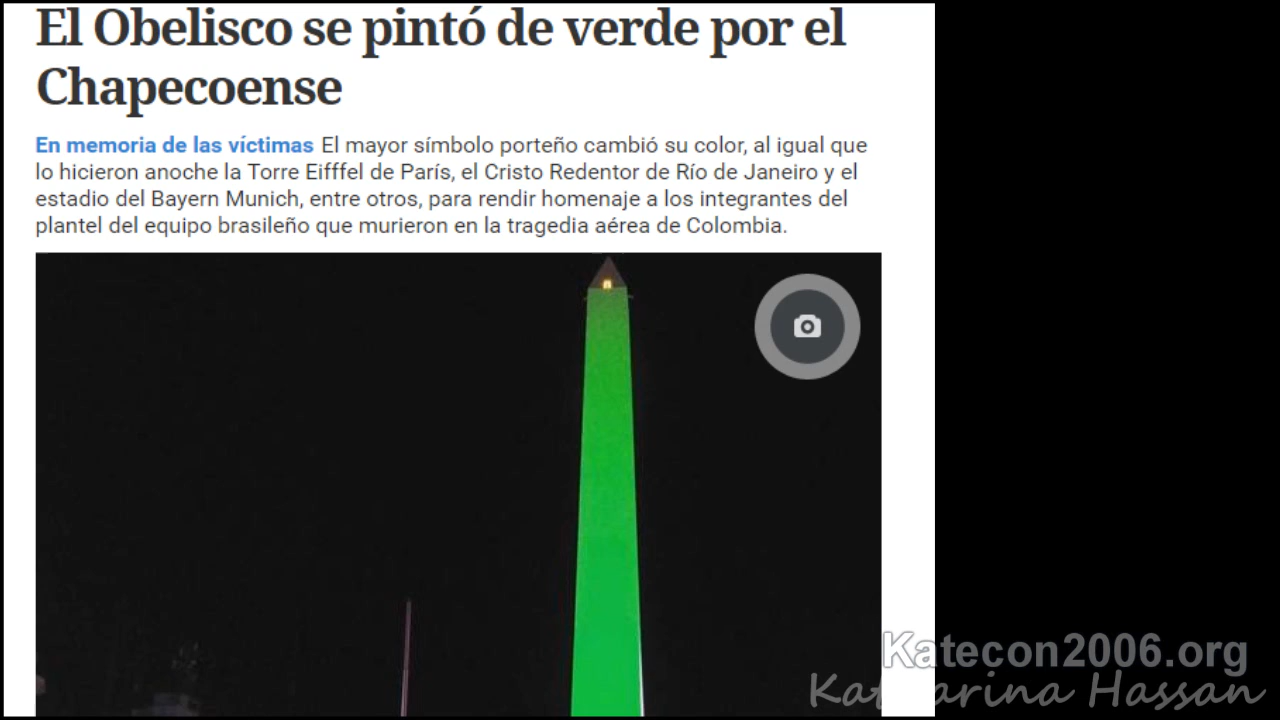 El Obelisco se pintó de verde por el
Chapecoense
En memoria de las víctimas El mayor símbolo porteño cambió su color, al igual que
lo hicieron anoche la Torre Eifffel de París, el Cristo Redentor de Río de Janeiro y el
estadio del Bayern Munich, entre otros, para rendir homenaje a los integrantes del
plantel del equipo brasileño que murieron en la tragedia aérea de Colombia.
Katecon2006.org
Katharina Hassan